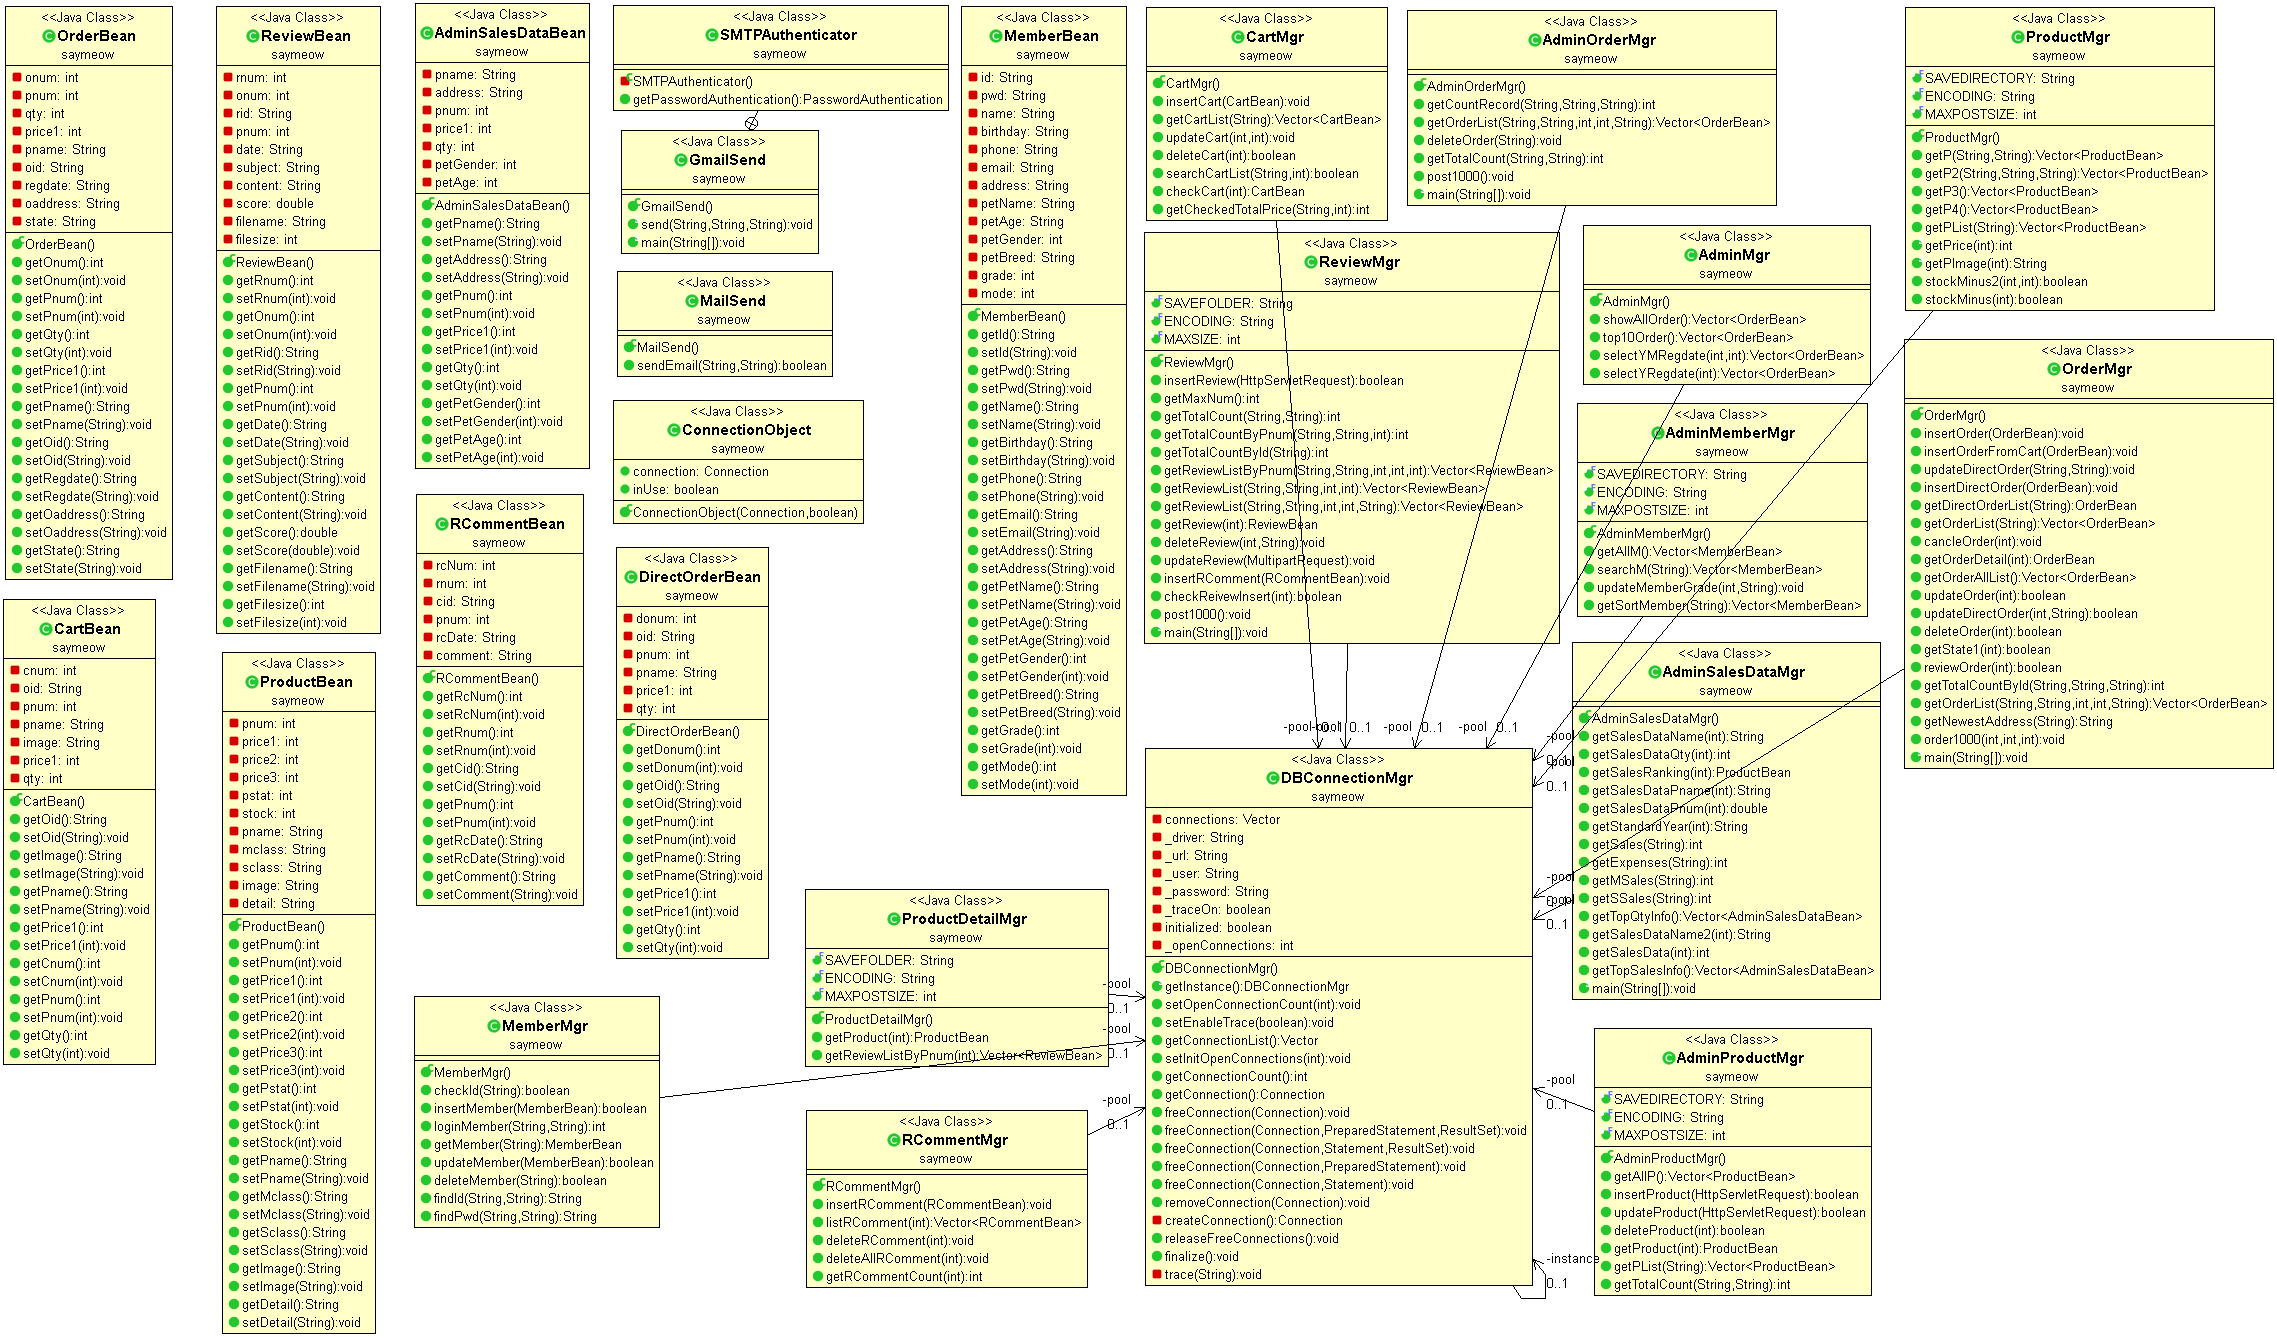 <<Java Class>>
OrderBean
saymeow
onum: int
pnum: int
qty: int
price1: int
pname: String
oid: String
regdate: String
oaddress: String
state: String
OrderBean()
getOnum():int
setOnum(int):void
getPnum():int
setPnum(int):void
getQty():int
setQty(int):void
getPrice1():int
setPrice1(int):void
getPname():String
setPname(String):void
getOid():String
setOid(String):void
getRegdate():String
setRegdate(String):void
getOaddress():String
setOaddress(String):void
getState():String
setState(String):void
<<Java Class>>
CartBean
saymeow
cnum: int
oid: String
pnum: int
pname: String
image: String
price1: int
qty: int
CartBean()
getOid():String
setOid(String):void
getImage():String
setImage(String):void
getPname():String
setPname(String):void
getPrice1():int
setPrice1(int):void
getCnum():int
setCnum(int):void
getPnum():int
setPnum(int):void
getQty():int
setQty(int):void
<<Java Class>>
ReviewBean
saymeow
rnum: int
onum: int
rid: String
pnum: int
date: String
subject: String
content: String
score: double
filename: String
filesize: int
ReviewBean()
getRnum():int
setRnum(int):void
getOnum():int
setOnum(int):void
getRid():String
setRid(String):void
getPnum():int
setPnum(int):void
getDate():String
setDate(String):void
getSubject():String
setSubject(String):void
getContent():String
setContent(String):void
getScore():double
setScore(double):void
getFilename():String
setFilename(String):void
getFilesize():int
setFilesize(int):void
<<Java Class>>
ProductBean
saymeow
pnum: int
price1: int
price2: int
price3: int
pstat: int
stock: int
pname: String
mclass: String
sclass: String
image: String
detail: String
ProductBean()
getPnum():int
setPnum(int):void
getPrice1():int
setPrice1(int):void
getPrice2():int
setPrice2(int):void
getPrice3():int
setPrice3(int):void
getPstat():int
setPstat(int):void
getStock():int
setStock(int):void
getPname():String
setPname(String):void
getMclass():String
setMclass(String):void
getSclass():String
setSclass(String):void
getImage():String
setImage(String):void
getDetail():String
setDetail(String):void
<<Java Class>>
AdminSalesDataBean
saymeow
pname: String
address: String
pnum: int
price1: int
qty: int
petGender: int
petAge: int
AdminSalesDataBean()
getPname():String
setPname(String):void
getAddress():String
setAddress(String):void
getPnum():int
setPnum(int):void
getPrice1():int
setPrice1(int):void
getQty():int
setQty(int):void
getPetGender():int
setPetGender(int):void
getPetAge():int
setPetAge(int):void
<<Java Class>>
RCommentBean
saymeow
rcNum: int
rnum: int
cid: String
pnum: int
rcDate: String
comment: String
RCommentBean()
getRcNum():int
setRcNum(int):void
getRnum():int
setRnum(int):void
getCid():String
setCid(String):void
getPnum():int
setPnum(int):void
getRcDate():String
setRcDate(String):void
getComment():String
setComment(String):void
<<Java Class>>
MemberMgr
saymeow
MemberMgr()
checkId(String):boolean
insertMember(MemberBean):boolean
loginMember(String,String):int
getMember(String):MemberBean
updateMember(MemberBean):boolean
deleteMember(String):boolean
findId(String,String):String
findPwd(String,String):String
<<Java Class>>
SMTPAuthenticator
saymeow
SMTPAuthenticator()
getPasswordAuthentication():PasswordAuthentication
<<Java Class>>
GmailSend
saymeow
GmailSend()
send(String,String,String):void
main(String[]):void
<<Java Class>>
MailSend
saymeow
MailSend()
sendEmail(String,String):boolean
<<Java Class>>
ConnectionObject
saymeow
connection: Connection
inUse: boolean
ConnectionObject(Connection,boolean)
<<Java Class>>
DirectOrderBean
saymeow
donum: int
oid: String
pnum: int
pname: String
price1: int
qty: int
DirectOrderBean()
getDonum():int
setDonum(int):void
getOid():String
setOid(String):void
getPnum():int
setPnum(int):void
getPname():String
setPname(String):void
getPrice1():int
setPrice1(int):void
getQty():int
setQty(int):void
<<Java Class>>
MemberBean
saymeow
id: String
pwd: String
name: String
birthday: String
phone: String
email: String
address: String
petName: String
petAge: String
petGender: int
petBreed: String
grade: int
mode: int
MemberBean()
getId():String
setId(String):void
getPwd():String
setPwd(String):void
getName():String
setName(String):void
getBirthday():String
setBirthday(String):void
getPhone():String
setPhone(String):void
getEmail():String
setEmail(String):void
getAddress():String
setAddress(String):void
getPetName():String
setPetName(String):void
getPetAge():String
setPetAge(String):void
getPetGender():int
setPetGender(int):void
getPetBreed():String
setPetBreed(String):void
getGrade():int
setGrade(int):void
getMode():int
setMode(int):void
<<Java Class>>
ProductDetailMgr
saymeow
SAVEFOLDER: String
ENCODING: String
MAXPOSTSIZE: int
ProductDetailMgr()
getProduct(int):ProductBean
getReviewListByPnum(int):Vector<ReviewBean>
<<Java Class>>
RCommentMgr
saymeow
RCommentMgr()
insertRComment(RCommentBean):void
listRComment(int):Vector<RCommentBean>
deleteRComment(int):void
deleteAllRComment(int):void
getRCommentCount(int):int
-pool
0..1
-pool
0..1
-pool
0..1
<<Java Class>>
CartMgr
saymeow
CartMgr()
insertCart(CartBean):void
getCartList(String):Vector<CartBean>
updateCart(int,int):void
deleteCart(int):boolean
searchCartList(String,int):boolean
checkCart(int):CartBean
getCheckedTotalPrice(String,int):int
<<Java Class>>
ReviewMgr
saymeow
SAVEFOLDER: String
ENCODING: String
MAXSIZE: int
ReviewMgr()
insertReview(HttpServletRequest):boolean
getMaxNum():int
getTotalCount(String,String):int
getTotalCountByPnum(String,String,int):int
getTotalCountById(String):int
getReviewListByPnum(String,String,int,int,int):Vector<ReviewBean>
getReviewList(String,String,int,int):Vector<ReviewBean>
getReviewList(String,String,int,int,String):Vector<ReviewBean>
getReview(int):ReviewBean
deleteReview(int,String):void
updateReview(MultipartRequest):void
insertRComment(RCommentBean):void
checkReivewInsert(int):boolean
post1000():void
main(String[]):void
-pool
0..1
-pool
0..1
-pool
0..1
-pool
0..1
<<Java Class>>
DBConnectionMgr
saymeow
connections: Vector
_driver: String
_url: String
_user: String
_password: String
_traceOn: boolean
initialized: boolean
_openConnections: int
DBConnectionMgr()
getInstance():DBConnectionMgr
setOpenConnectionCount(int):void
setEnableTrace(boolean):void
getConnectionList():Vector
setInitOpenConnections(int):void
getConnectionCount():int
getConnection():Connection
freeConnection(Connection):void
freeConnection(Connection,PreparedStatement,ResultSet):void
freeConnection(Connection,Statement,ResultSet):void
freeConnection(Connection,PreparedStatement):void
freeConnection(Connection,Statement):void
removeConnection(Connection):void
createConnection():Connection
releaseFreeConnections():void
finalize():void
trace(String):void
-pool
0..1
-pool
0..1
-pool
0..1
-pool
0..1
-pool
0..1
-instance
0..1
<<Java Class>>
AdminOrderMgr
saymeow
AdminOrderMgr()
getCountRecord(String,String,String):int
getOrderList(String,String,int,int,String):Vector<OrderBean>
deleteOrder(String):void
getTotalCount(String,String):int
post1000():void
main(String[]):void
<<Java Class>>
AdminMgr
saymeow
AdminMgr()
showAllOrder():Vector<OrderBean>
top10Order():Vector<OrderBean>
selectYMRegdate(int,int):Vector<OrderBean>
selectYRegdate(int):Vector<OrderBean>
<<Java Class>>
AdminMemberMgr
saymeow
SAVEDIRECTORY: String
ENCODING: String
MAXPOSTSIZE: int
AdminMemberMgr()
getAllM():Vector<MemberBean>
searchM(String):Vector<MemberBean>
updateMemberGrade(int,String):void
getSortMember(String):Vector<MemberBean>
<<Java Class>>
AdminSalesDataMgr
saymeow
AdminSalesDataMgr()
getSalesDataName(int):String
getSalesDataQty(int):int
getSalesRanking(int):ProductBean
getSalesDataPname(int):String
getSalesDataPnum(int):double
getStandardYear(int):String
getSales(String):int
getExpenses(String):int
getMSales(String):int
getSSales(String):int
getTopQtyInfo():Vector<AdminSalesDataBean>
getSalesDataName2(int):String
getSalesData(int):int
getTopSalesInfo():Vector<AdminSalesDataBean>
main(String[]):void
<<Java Class>>
AdminProductMgr
saymeow
SAVEDIRECTORY: String
ENCODING: String
MAXPOSTSIZE: int
AdminProductMgr()
getAllP():Vector<ProductBean>
insertProduct(HttpServletRequest):boolean
updateProduct(HttpServletRequest):boolean
deleteProduct(int):boolean
getProduct(int):ProductBean
getPList(String):Vector<ProductBean>
getTotalCount(String,String):int
<<Java Class>>
ProductMgr
saymeow
SAVEDIRECTORY: String
ENCODING: String
MAXPOSTSIZE: int
ProductMgr()
getP(String,String):Vector<ProductBean>
getP2(String,String,String):Vector<ProductBean>
getP3():Vector<ProductBean>
getP4():Vector<ProductBean>
getPList(String):Vector<ProductBean>
getPrice(int):int
getPImage(int):String
stockMinus2(int,int):boolean
stockMinus(int):boolean
<<Java Class>>
OrderMgr
saymeow
OrderMgr()
insertOrder(OrderBean):void
insertOrderFromCart(OrderBean):void
updateDirectOrder(String,String):void
insertDirectOrder(OrderBean):void
getDirectOrderList(String):OrderBean
getOrderList(String):Vector<OrderBean>
cancleOrder(int):void
getOrderDetail(int):OrderBean
getOrderAllList():Vector<OrderBean>
updateOrder(int):boolean
updateDirectOrder(int,String):boolean
deleteOrder(int):boolean
getState1(int):boolean
reviewOrder(int):boolean
getTotalCountById(String,String,String):int
getOrderList(String,String,int,int,String):Vector<OrderBean>
getNewestAddress(String):String
order1000(int,int,int):void
main(String[]):void